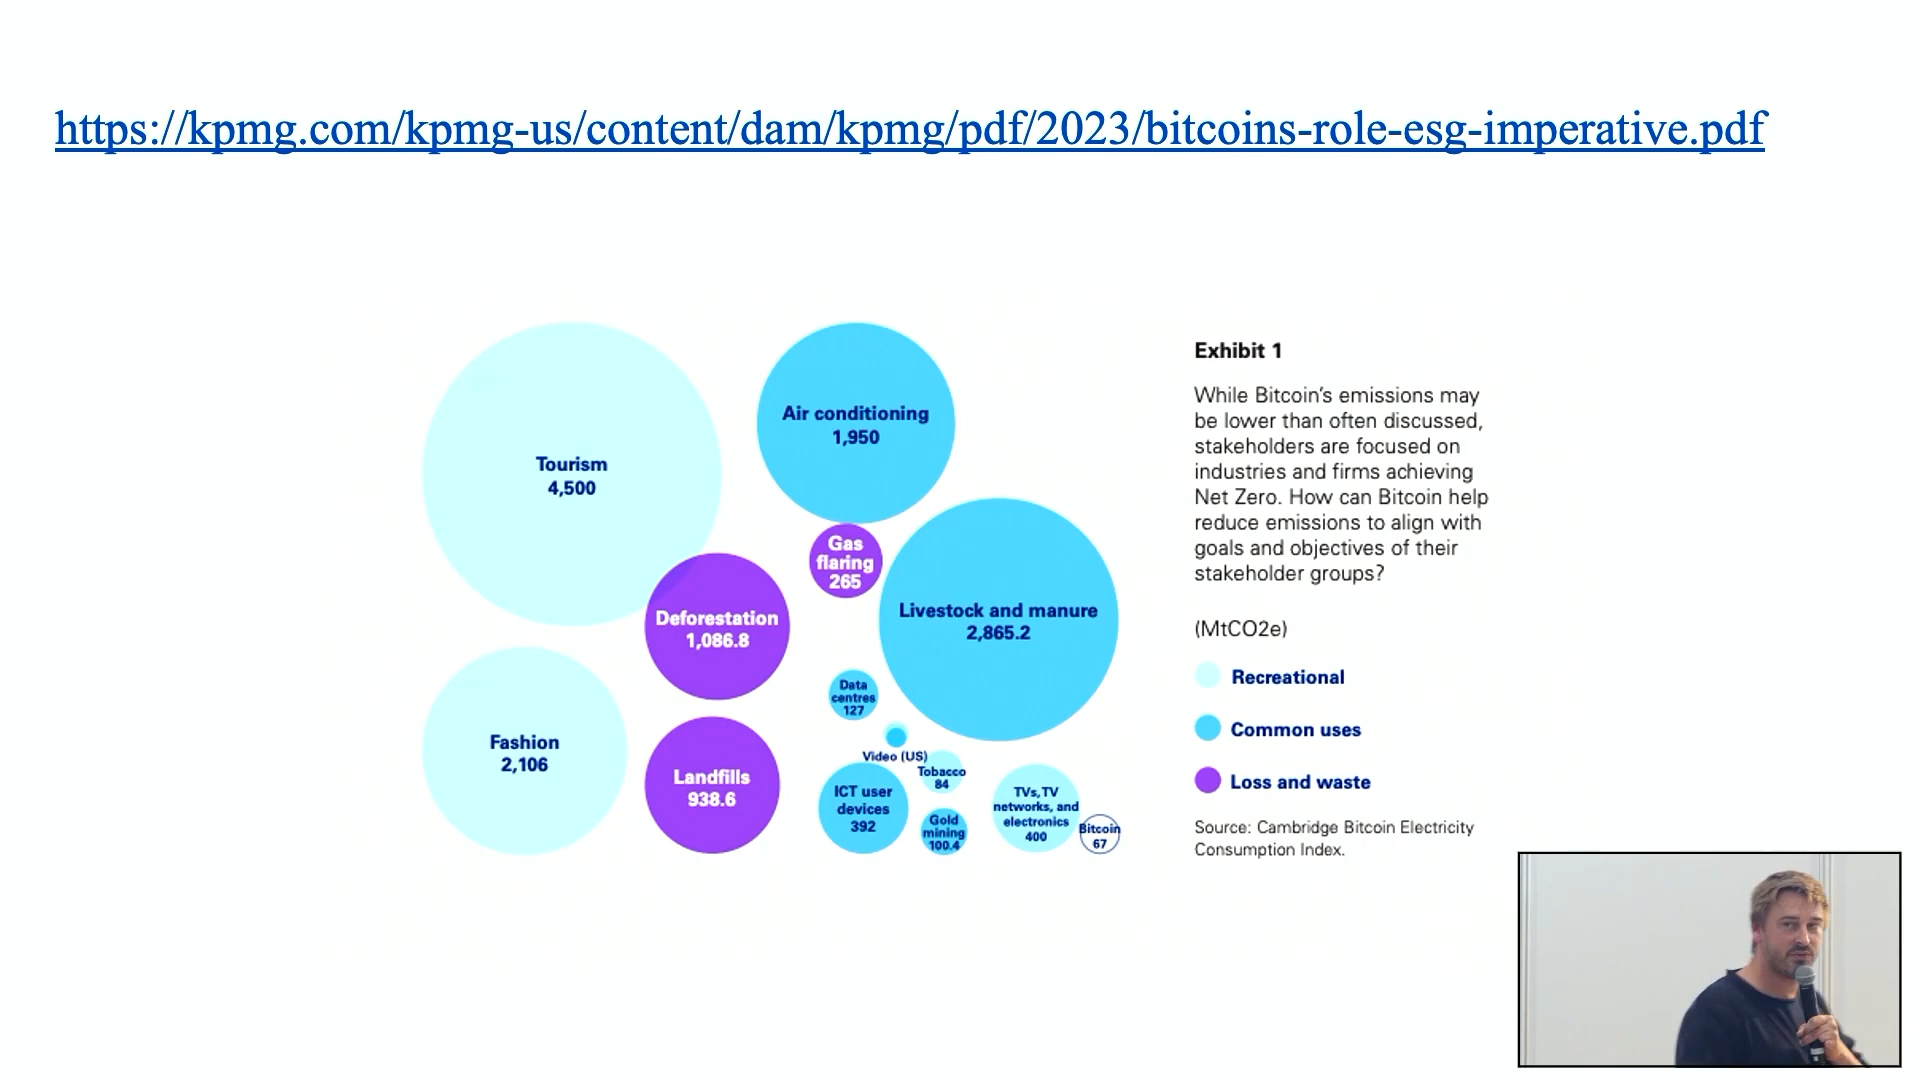 https://kpmg.com/kpmg-us/content/dam/kpmg/pdf/2023/bitcoins-role-esg-imperative.pdf
Tourism
4,500
Air conditioning
1,950
Gas
flaring
265
Deforestation
1,086.8
Livestock and manure
2,865.2
Fashion
2,106
Landfills
938.6
Data
centres
127
Video (US)
Tobacco
84
ICT user
devices
392
Gold
mining
100.4
TVs, TV
networks, and
electronics
400
Bitcoin
67
Exhibit 1
While Bitcoin’s emissions may
be lower than often discussed,
stakeholders are focused on
industries and firms achieving
Net Zero. How can Bitcoin help
reduce emissions to align with
goals and objectives of their
stakeholder groups?
(MtCO2e)
Recreational
Common uses
Loss and waste
Source: Cambridge Bitcoin Electricity
Consumption Index.